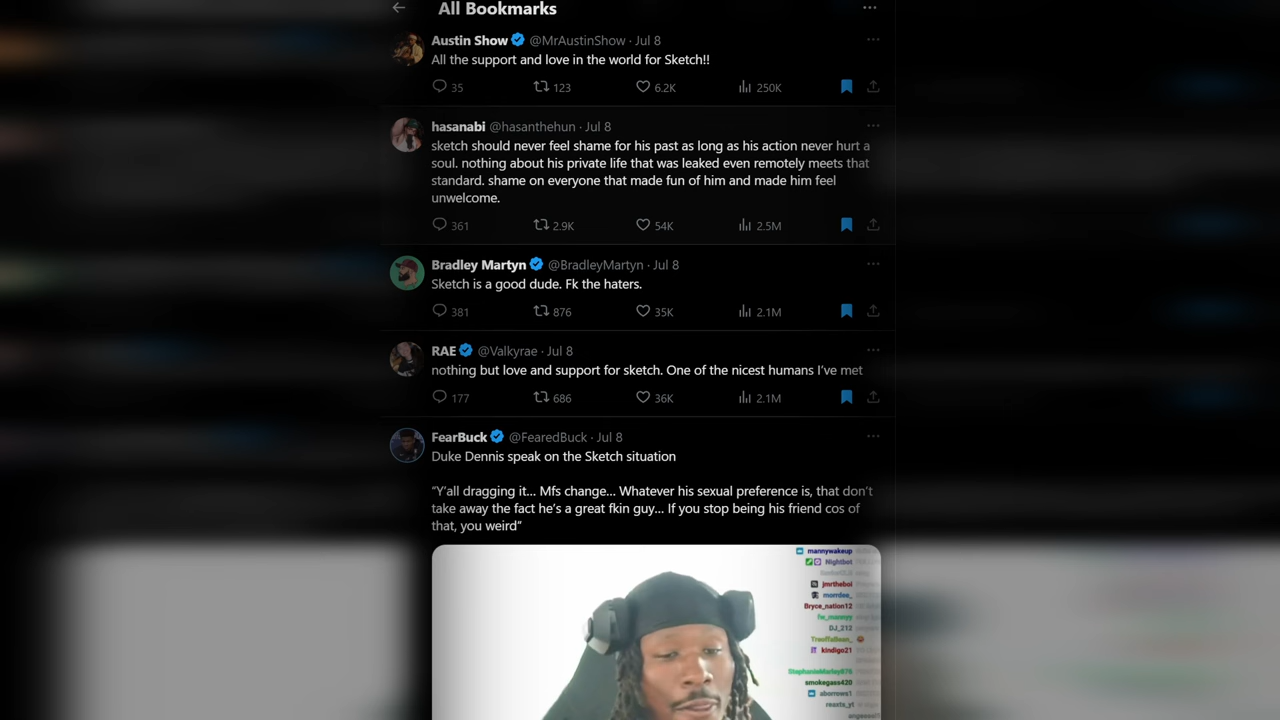 All Bookmarks
Austin Show @MrAustinShow · Jul 8
All the support and love in the world for Sketch!!
35 123 6.2K 250K
hasanabi @hasanthehun · Jul 8
sketch should never feel shame for his past as long as his action never hurt a
soul. nothing about his private life that was leaked even remotely meets that
standard. shame on everyone that made fun of him and made him feel
unwelcome.
361 2.9K 54K 2.5M
Bradley Martyn @BradleyMartyn · Jul 8
Sketch is a good dude. Fk the haters.
381 876 35K 2.1M
RAE @Valkyrae · Jul 8
nothing but love and support for sketch. One of the nicest humans I've met
177 686 36K 2.1M
FearBuck @FearedBuck · Jul 8
Duke Dennis speak on the Sketch situation
“Y'all dragging it... Mfs change... Whatever his sexual preference is, that don't
take away the fact he's a great fkin guy... If you stop being his friend cos of
that, you weird”
mannywakeup
Nightbot
jmrtheboi
momlee_
Bryce_nation12
fw_mannyy
DJ_212
kindigo21
smokegass420